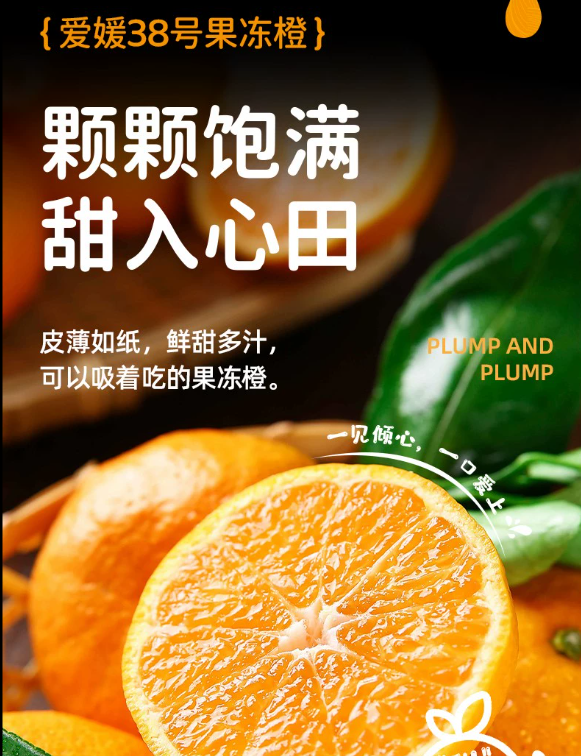 { 爱媛38号果冻橙 }
颗颗饱满
甜入心田
皮薄如纸，鲜甜多汁，
可以吸着吃的果冻橙。
PLUMP AND
PLUMP
一见倾心，一口爱上